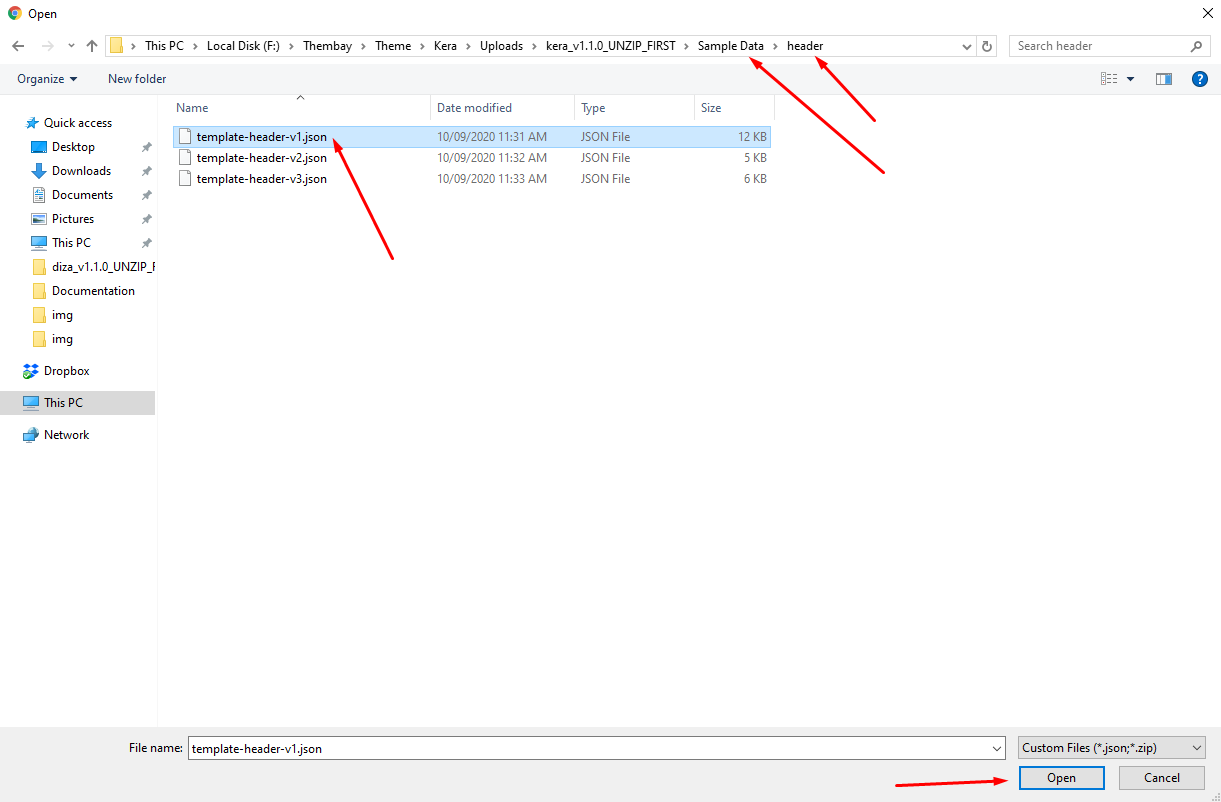 Open
This PC > Local Disk (F:) > Thembay > Theme > Kera > Uploads > kera_v1.1.0_UNZIP_FIRST > Sample Data > header
Search header
Organize
New folder
Name Date modified Type Size
template-header-v1.json 10/09/2020 11:31 AM JSON File 12 KB
template-header-v2.json 10/09/2020 11:32 AM JSON File 5 KB
template-header-v3.json 10/09/2020 11:33 AM JSON File 6 KB
Quick access
Desktop
Downloads
Documents
Pictures
This PC
diza_v1.1.0_UNZIP_F
Documentation
img
img
Dropbox
This PC
Network
File name: template-header-v1.json
Custom Files (*.json;*.zip)
Open
Cancel